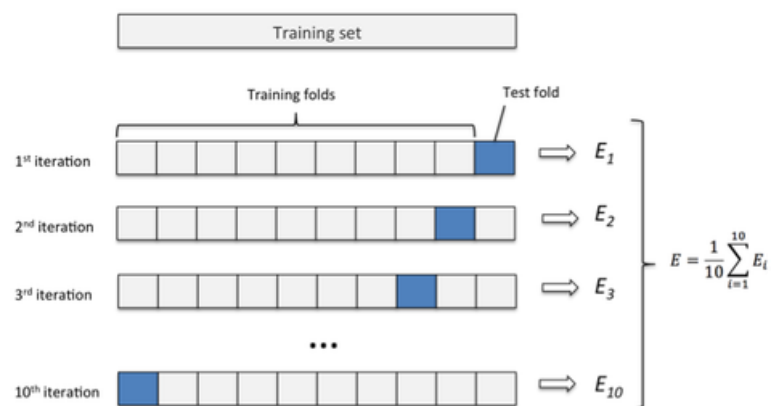 Training set
Training folds
Test fold
1st iteration
E1
2nd iteration
E2
3rd iteration
E3
E = 1/10 ∑ i=1 10 Ei
...
10th iteration
E10